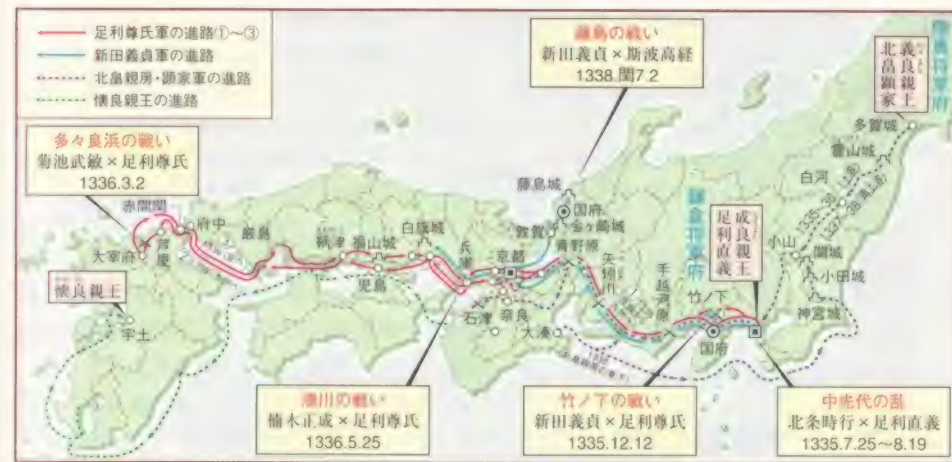 足利尊氏軍の進路①〜③
新田義貞軍の進路
北畠親房・顕家軍の進路
懐良親王の進路
藤島の戦い
新田義貞×斯波高経
1338.閏7.2
多々良浜の戦い
菊池武敏×足利尊氏
1336.3.2
陸奥将軍府
義良親王
北畠顕家
多賀城
霊山城
白河
藤島城
国府
金ヶ崎城
敦賀
青野原
鎌倉将軍府
成良親王
足利直義
小山
関城
小田城
神宮城
赤間関
府中
厳島
鞆津
福山城
白旗城
兵庫
京都
矢矧川
手越河原
竹ノ下
芦屋
大宰府
児島
石津
奈良
大湊
国府
懐良親王
宇土
湊川の戦い
楠木正成×足利尊氏
1336.5.25
竹ノ下の戦い
新田義貞×足利尊氏
1335.12.12
中先代の乱
北条時行×足利直義
1335.7.25〜8.19